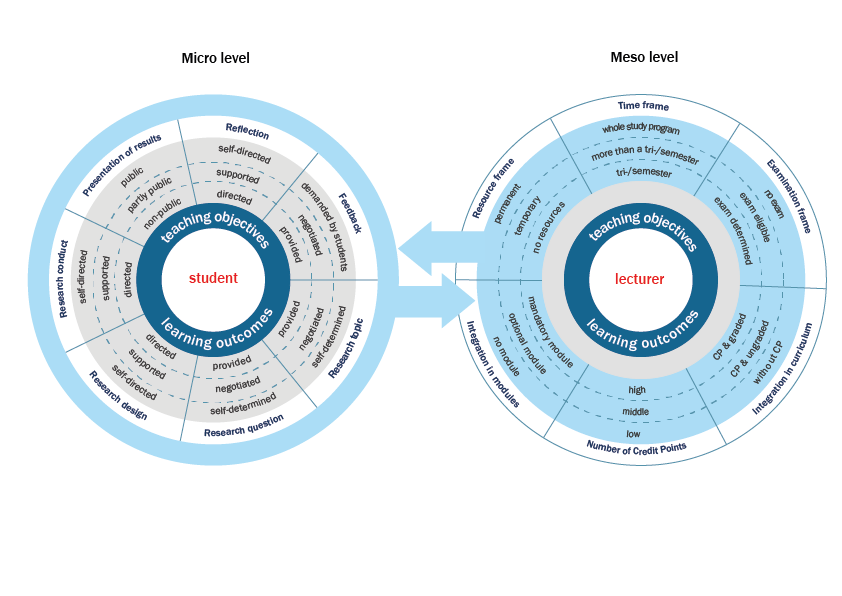 Micro level
Meso level
Reflection
self-directed
supported
directed
Feedback
demanded by students
negotiated
provided
Research topic
self-determined
negotiated
provided
Research question
provided
negotiated
self-determined
Research design
directed
supported
self-directed
Research conduct
self-directed
supported
directed
Presentation of results
public
partly public
non-public
teaching objectives
student
learning outcomes
Time frame
whole study program
more than a tri-/semester
tri-/semester
Examination frame
no exam
exam eligible
exam determined
Integration in curriculum
CP & graded
CP & ungraded
without CP
Number of Credit Points
high
middle
low
Integration in modules
mandatory module
optional module
no module
Resource frame
permanent
temporary
no resources
teaching objectives
lecturer
learning outcomes